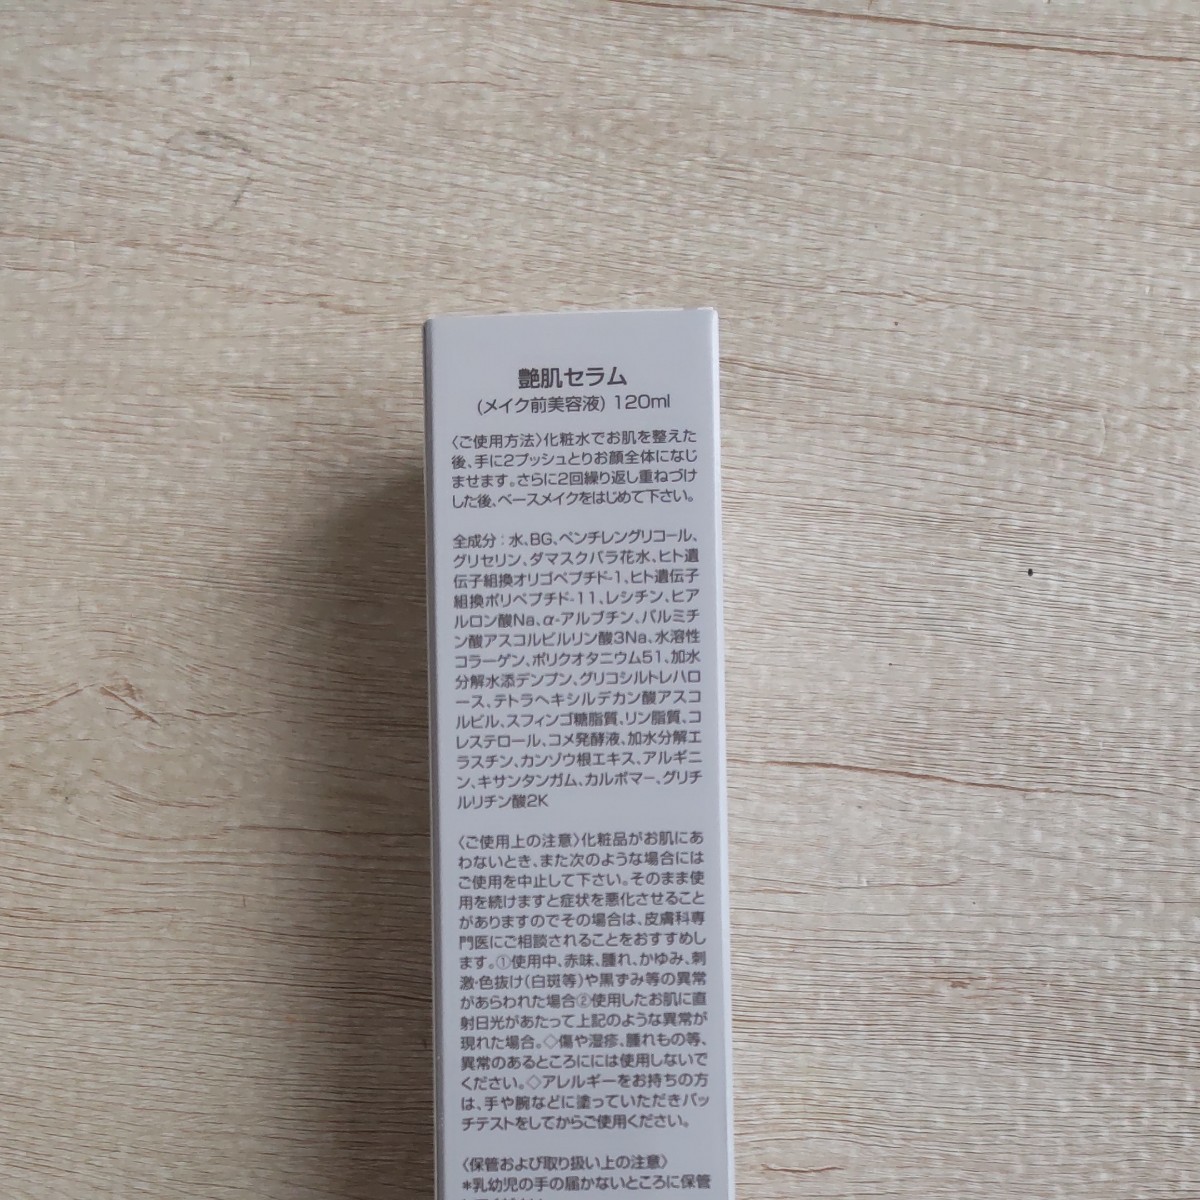 艶肌セラム
(メイク前美容液) 120ml
〈ご使用方法〉化粧水でお肌を整えた
後、手に2プッシュとりお顔全体になじ
ませます。さらに2回繰り返し重ねづけ
した後、ベースメイクをはじめて下さい。
全成分：水、BG、ペンチレングリコール、
グリセリン、ダマスクバラ花水、ヒト遺
伝子組換オリゴペプチド-1、ヒト遺伝子
組換ポリペプチド-11、レシチン、ヒア
ルロン酸Na、α-アルブチン、パルミチ
ン酸アスコルビルリン酸3Na、水溶性
コラーゲン、ポリクオタニウム51、加水
分解水添デンプン、グリコシルトレハロ
ース、テトラヘキシルデカン酸アスコ
ルビル、スフィンゴ糖脂質、リン脂質、コ
レステロール、コメ発酵液、加水分解エ
ラスチン、カンゾウ根エキス、アルギニ
ン、キサンタンガム、カルボマー、グリチ
ルリチン酸2K
〈ご使用上の注意〉化粧品がお肌にあ
わないとき、また次のような場合には
ご使用を中止して下さい。そのまま使
用を続けますと症状を悪化させること
がありますのでその場合は、皮膚科専
門医にご相談されることをおすすめし
ます。①使用中、赤味、腫れ、かゆみ、刺
激・色抜け(白斑等)や黒ずみ等の異常
があらわれた場合②使用したお肌に直
射日光があたって上記のような異常が
現れた場合。◇傷や湿疹、腫れもの等、
異常のあるところにには使用しないで
ください。◇アレルギーをお持ちの方
は、手や腕などに塗っていただきパッ
チテストをしてからご使用ください。
〈保管および取り扱い上の注意〉
*乳幼児の手の届かないところに保管